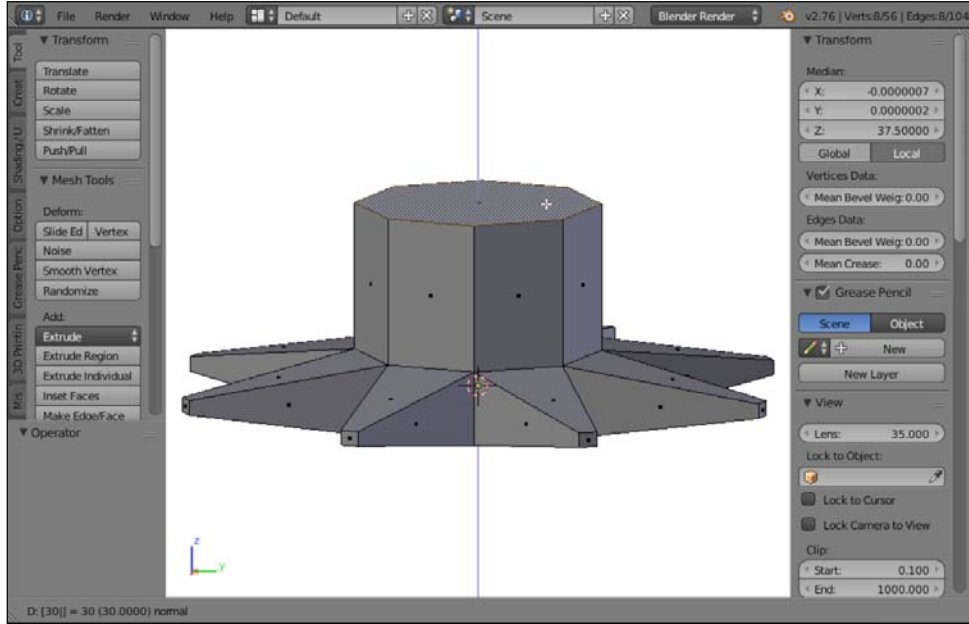 File Render Window Help Default Scene Blender Render v2.76 | Verts:8/56 | Edges:8/104
Tool
Creat
Shading / U
Option
Grease Penc
3D Printin
Mis
Transform
Translate
Rotate
Scale
Shrink/Fatten
Push/Pull
Mesh Tools
Deform:
Slide Ed Vertex
Noise
Smooth Vertex
Randomize
Add:
Extrude
Extrude Region
Extrude Individual
Inset Faces
Make Edge/Face
Operator
z
y
Transform
Median:
X: -0.0000007
Y: 0.0000002
Z: 37.50000
Global Local
Vertices Data:
Mean Bevel Weig: 0.00
Edges Data:
Mean Bevel Weig: 0.00
Mean Crease: 0.00
Grease Pencil
Scene Object
New
New Layer
View
Lens: 35.000
Lock to Object:
Lock to Cursor
Lock Camera to View
Clip:
Start: 0.100
End: 1000.000
D: [30|] = 30 (30.0000) normal